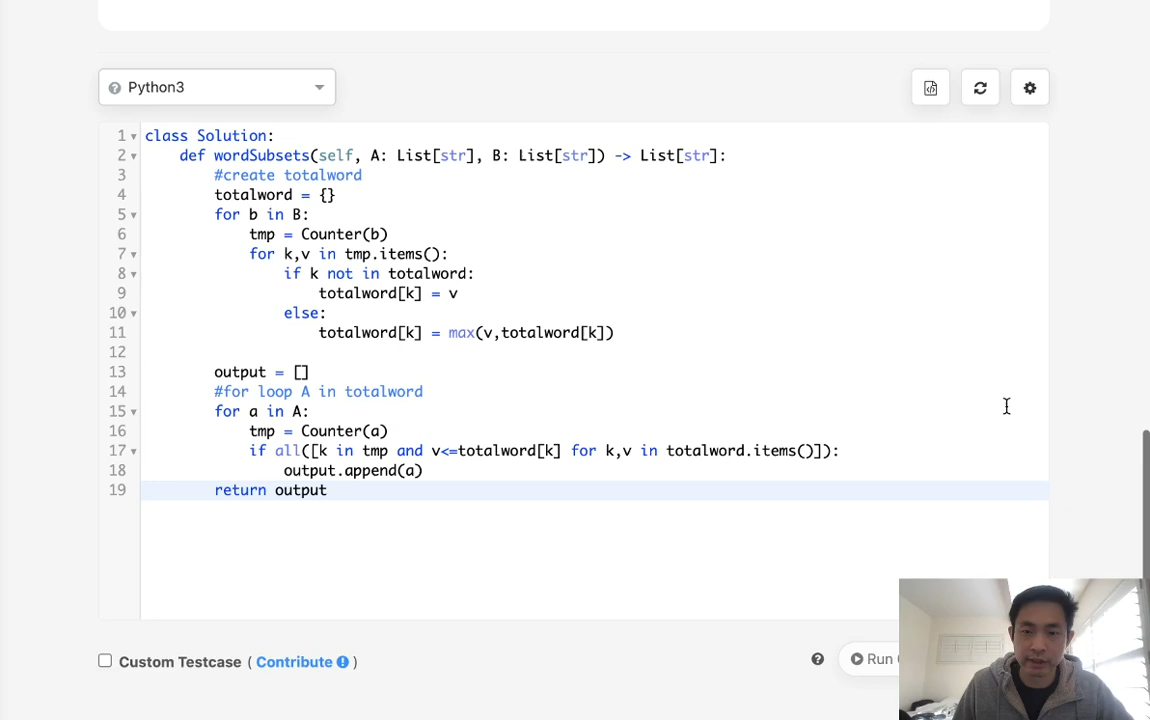 Python3
1 class Solution:
2 def wordSubsets(self, A: List[str], B: List[str]) -> List[str]:
3 #create totalword
4 totalword = {}
5 for b in B:
6 tmp = Counter(b)
7 for k,v in tmp.items():
8 if k not in totalword:
9 totalword[k] = v
10 else:
11 totalword[k] = max(v,totalword[k])
12
13 output = []
14 #for loop A in totalword
15 for a in A:
16 tmp = Counter(a)
17 if all([k in tmp and v<=totalword[k] for k,v in totalword.items()]):
18 output.append(a)
19 return output
Custom Testcase ( Contribute )
Run